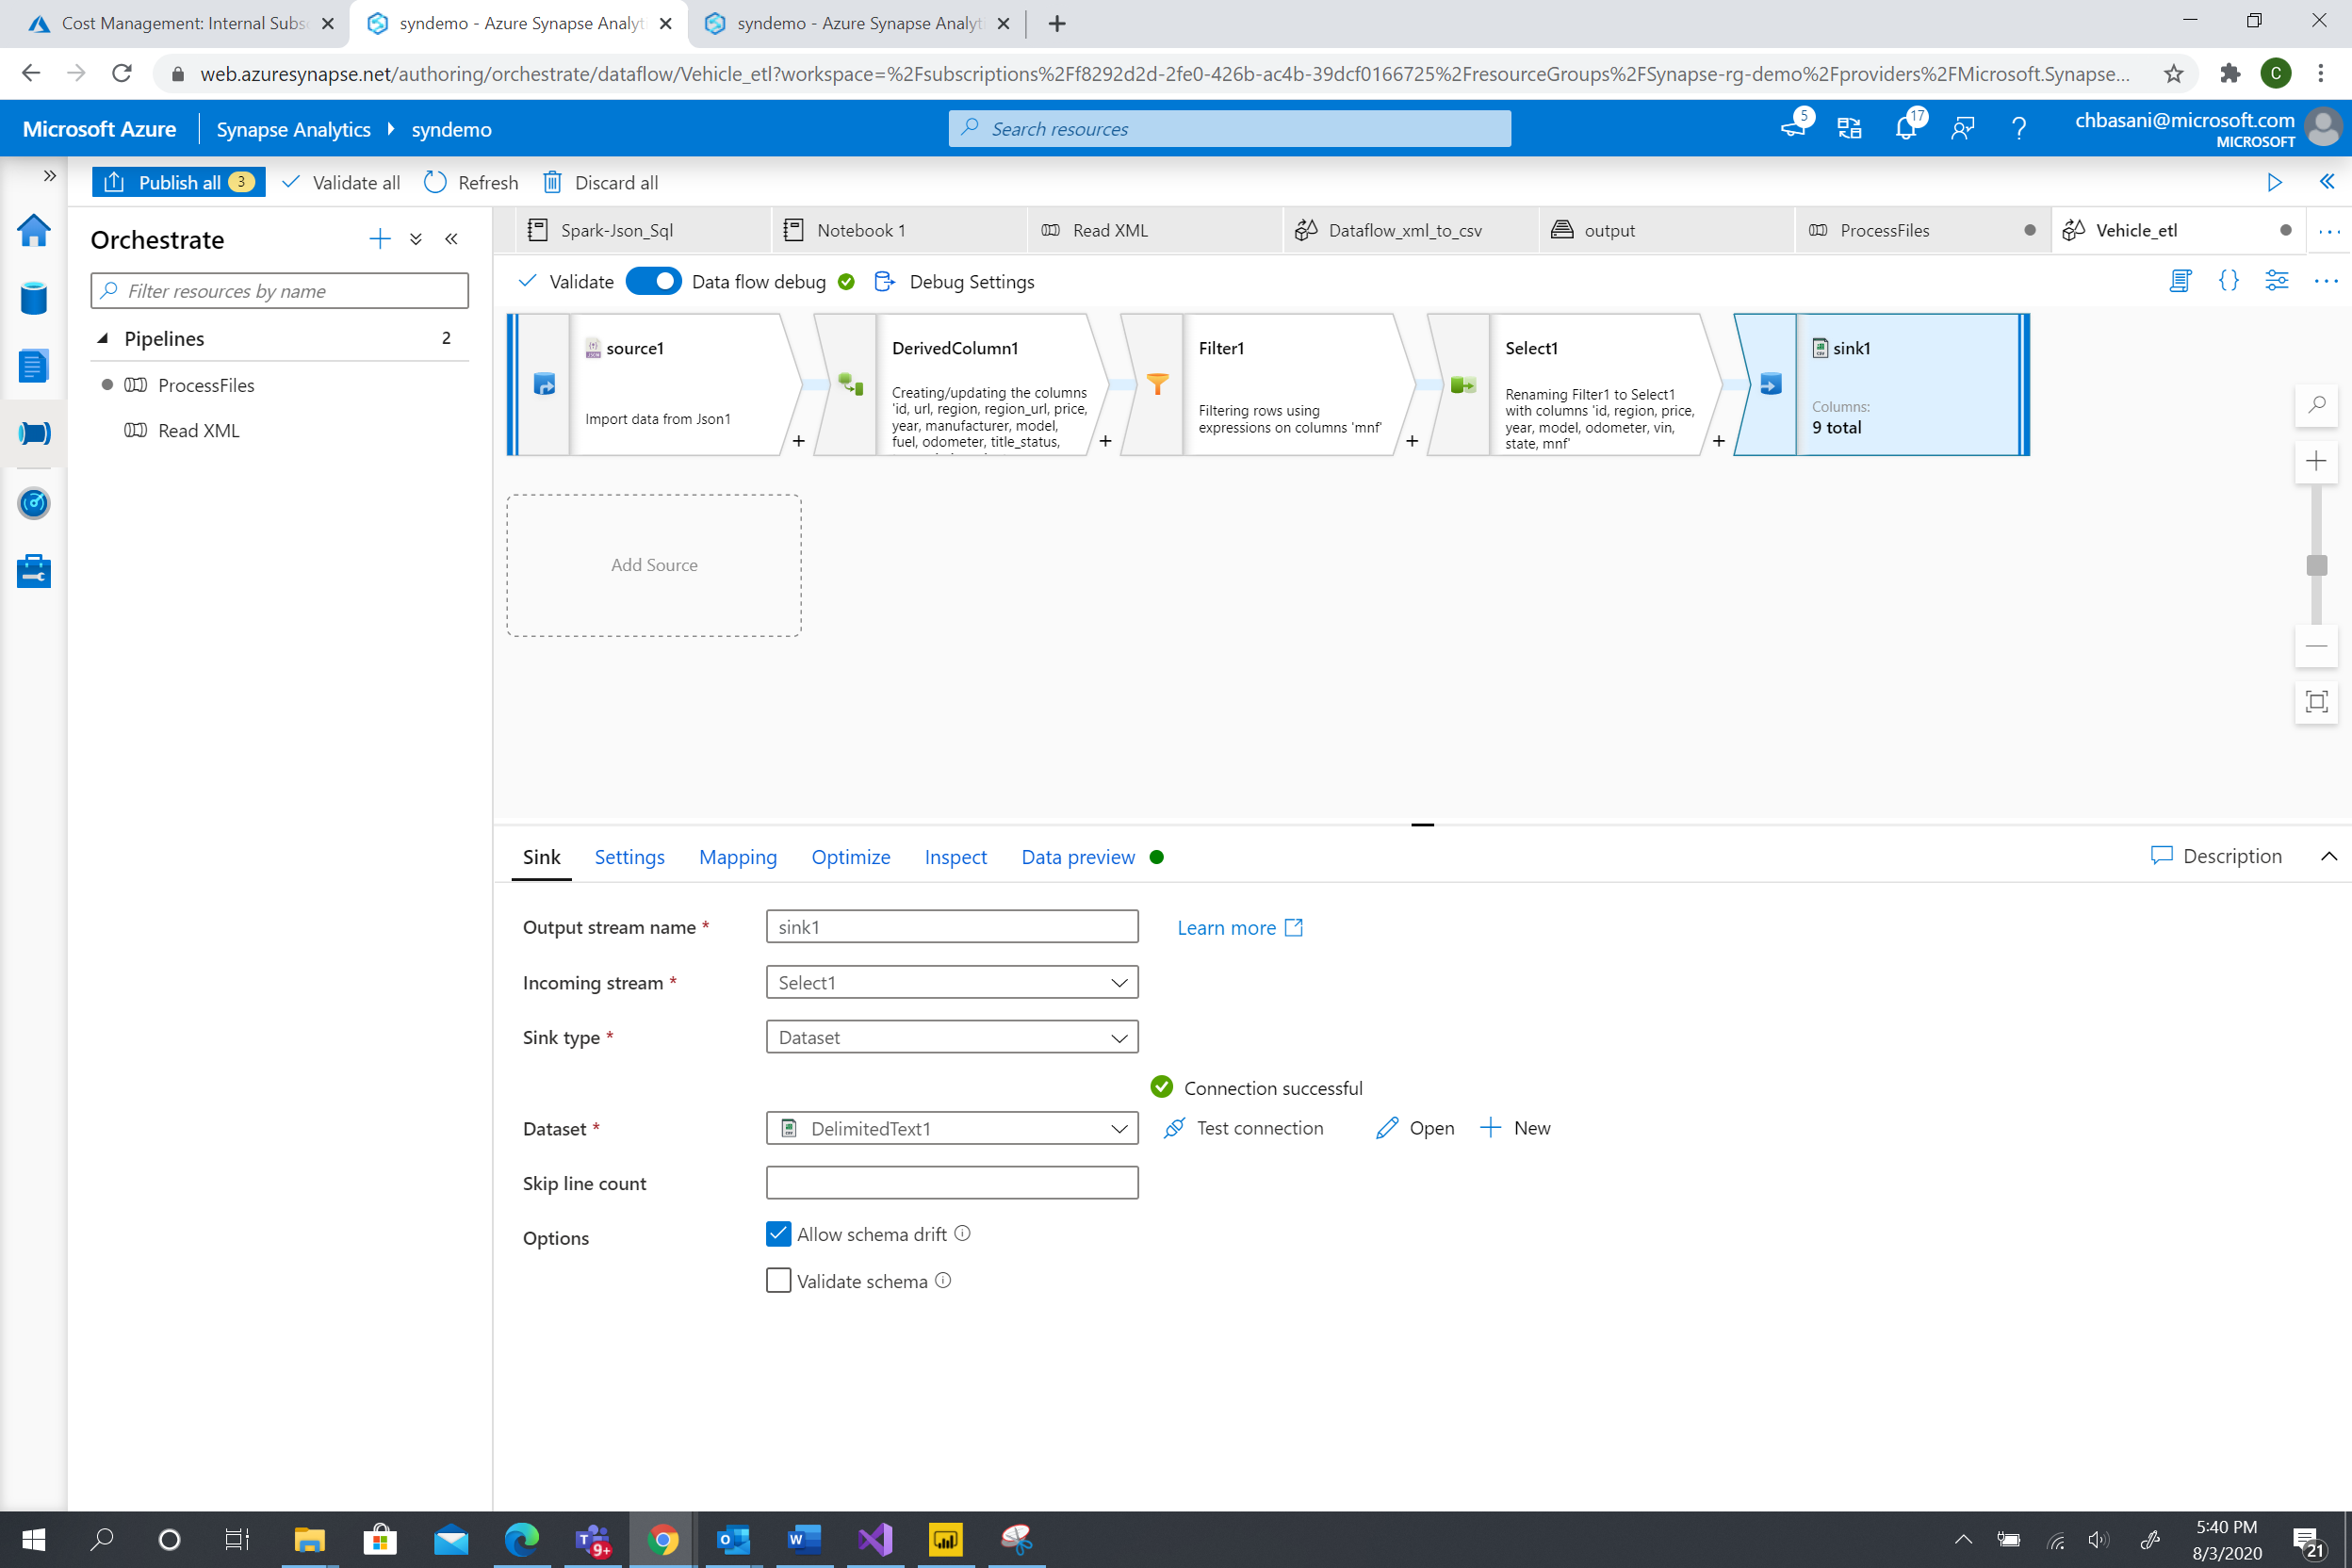 Cost Management: Internal Subs
syndemo - Azure Synapse Analyt
syndemo - Azure Synapse Analyt
web.azuresynapse.net/authoring/orchestrate/dataflow/Vehicle_etl?workspace=%2Fsubscriptions%2Ff8292d2d-2fe0-426b-ac4b-39dcf0166725%2FresourceGroups%2FSynapse-rg-demo%2Fproviders%2FMicrosoft.Synapse...
C
Microsoft Azure
Synapse Analytics
syndemo
Search resources
5
17
chbasani@microsoft.com
MICROSOFT
Publish all 3
Validate all
Refresh
Discard all
Orchestrate
Filter resources by name
Pipelines 2
ProcessFiles
Read XML
Spark-Json_Sql
Notebook 1
Read XML
Dataflow_xml_to_csv
output
ProcessFiles
Vehicle_etl
Validate
Data flow debug
Debug Settings
source1
Import data from Json1
DerivedColumn1
Creating/updating the columns
'id, url, region, region_url, price,
year, manufacturer, model,
fuel, odometer, title_status,
Filter1
Filtering rows using
expressions on columns 'mnf'
Select1
Renaming Filter1 to Select1
with columns 'id, region, price,
year, model, odometer, vin,
state, mnf'
sink1
Columns:
9 total
Add Source
Sink
Settings
Mapping
Optimize
Inspect
Data preview
Description
Output stream name *
sink1
Learn more
Incoming stream *
Select1
Sink type *
Dataset
Connection successful
Dataset *
DelimitedText1
Test connection
Open
New
Skip line count
Options
Allow schema drift
Validate schema
9+
5:40 PM
8/3/2020
21